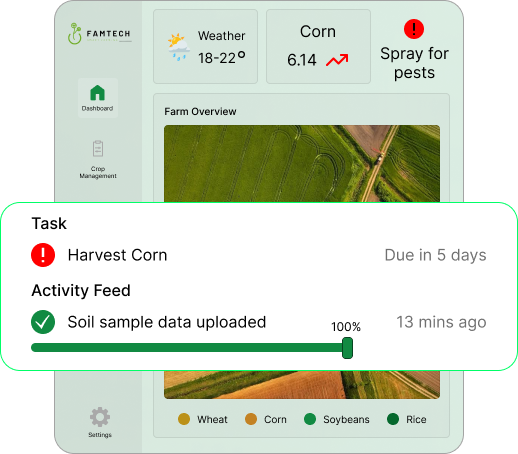 FAMTECH
Weather
18-22°
Corn
6.14
!
Spray for
pests
Dashboard
Crop
Management
Farm Overview
Task
! Harvest Corn Due in 5 days
Activity Feed
Soil sample data uploaded 13 mins ago
100%
Wheat Corn Soybeans Rice
Settings